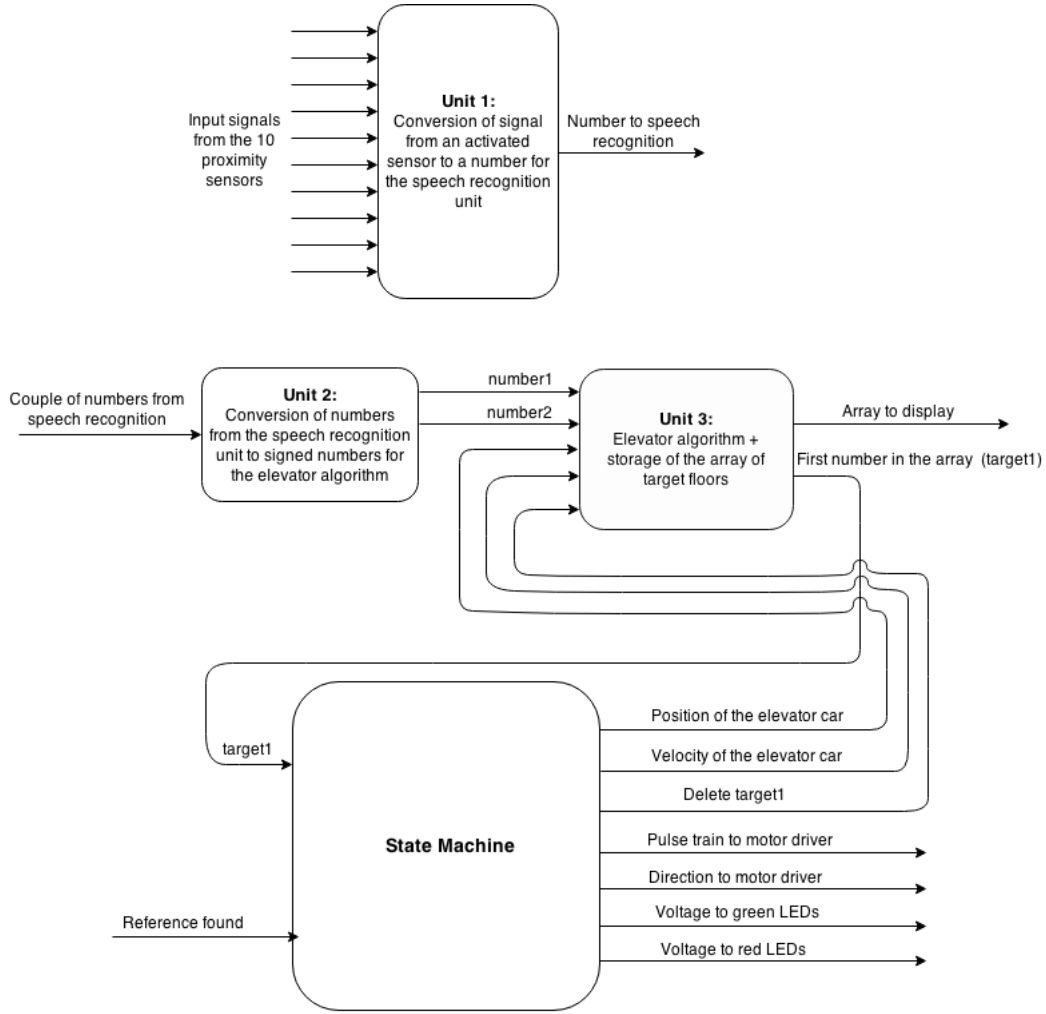 Input signals
from the 10
proximity
sensors
Unit 1:
Conversion of signal
from an activated
sensor to a number for
the speech recognition
unit
Number to speech
recognition
Couple of numbers from
speech recognition
Unit 2:
Conversion of numbers
from the speech recognition
unit to signed numbers for
the elevator algorithm
number1
number2
Unit 3:
Elevator algorithm +
storage of the array of
target floors
Array to display
First number in the array (target1)
target1
Reference found
State Machine
Position of the elevator car
Velocity of the elevator car
Delete target1
Pulse train to motor driver
Direction to motor driver
Voltage to green LEDs
Voltage to red LEDs